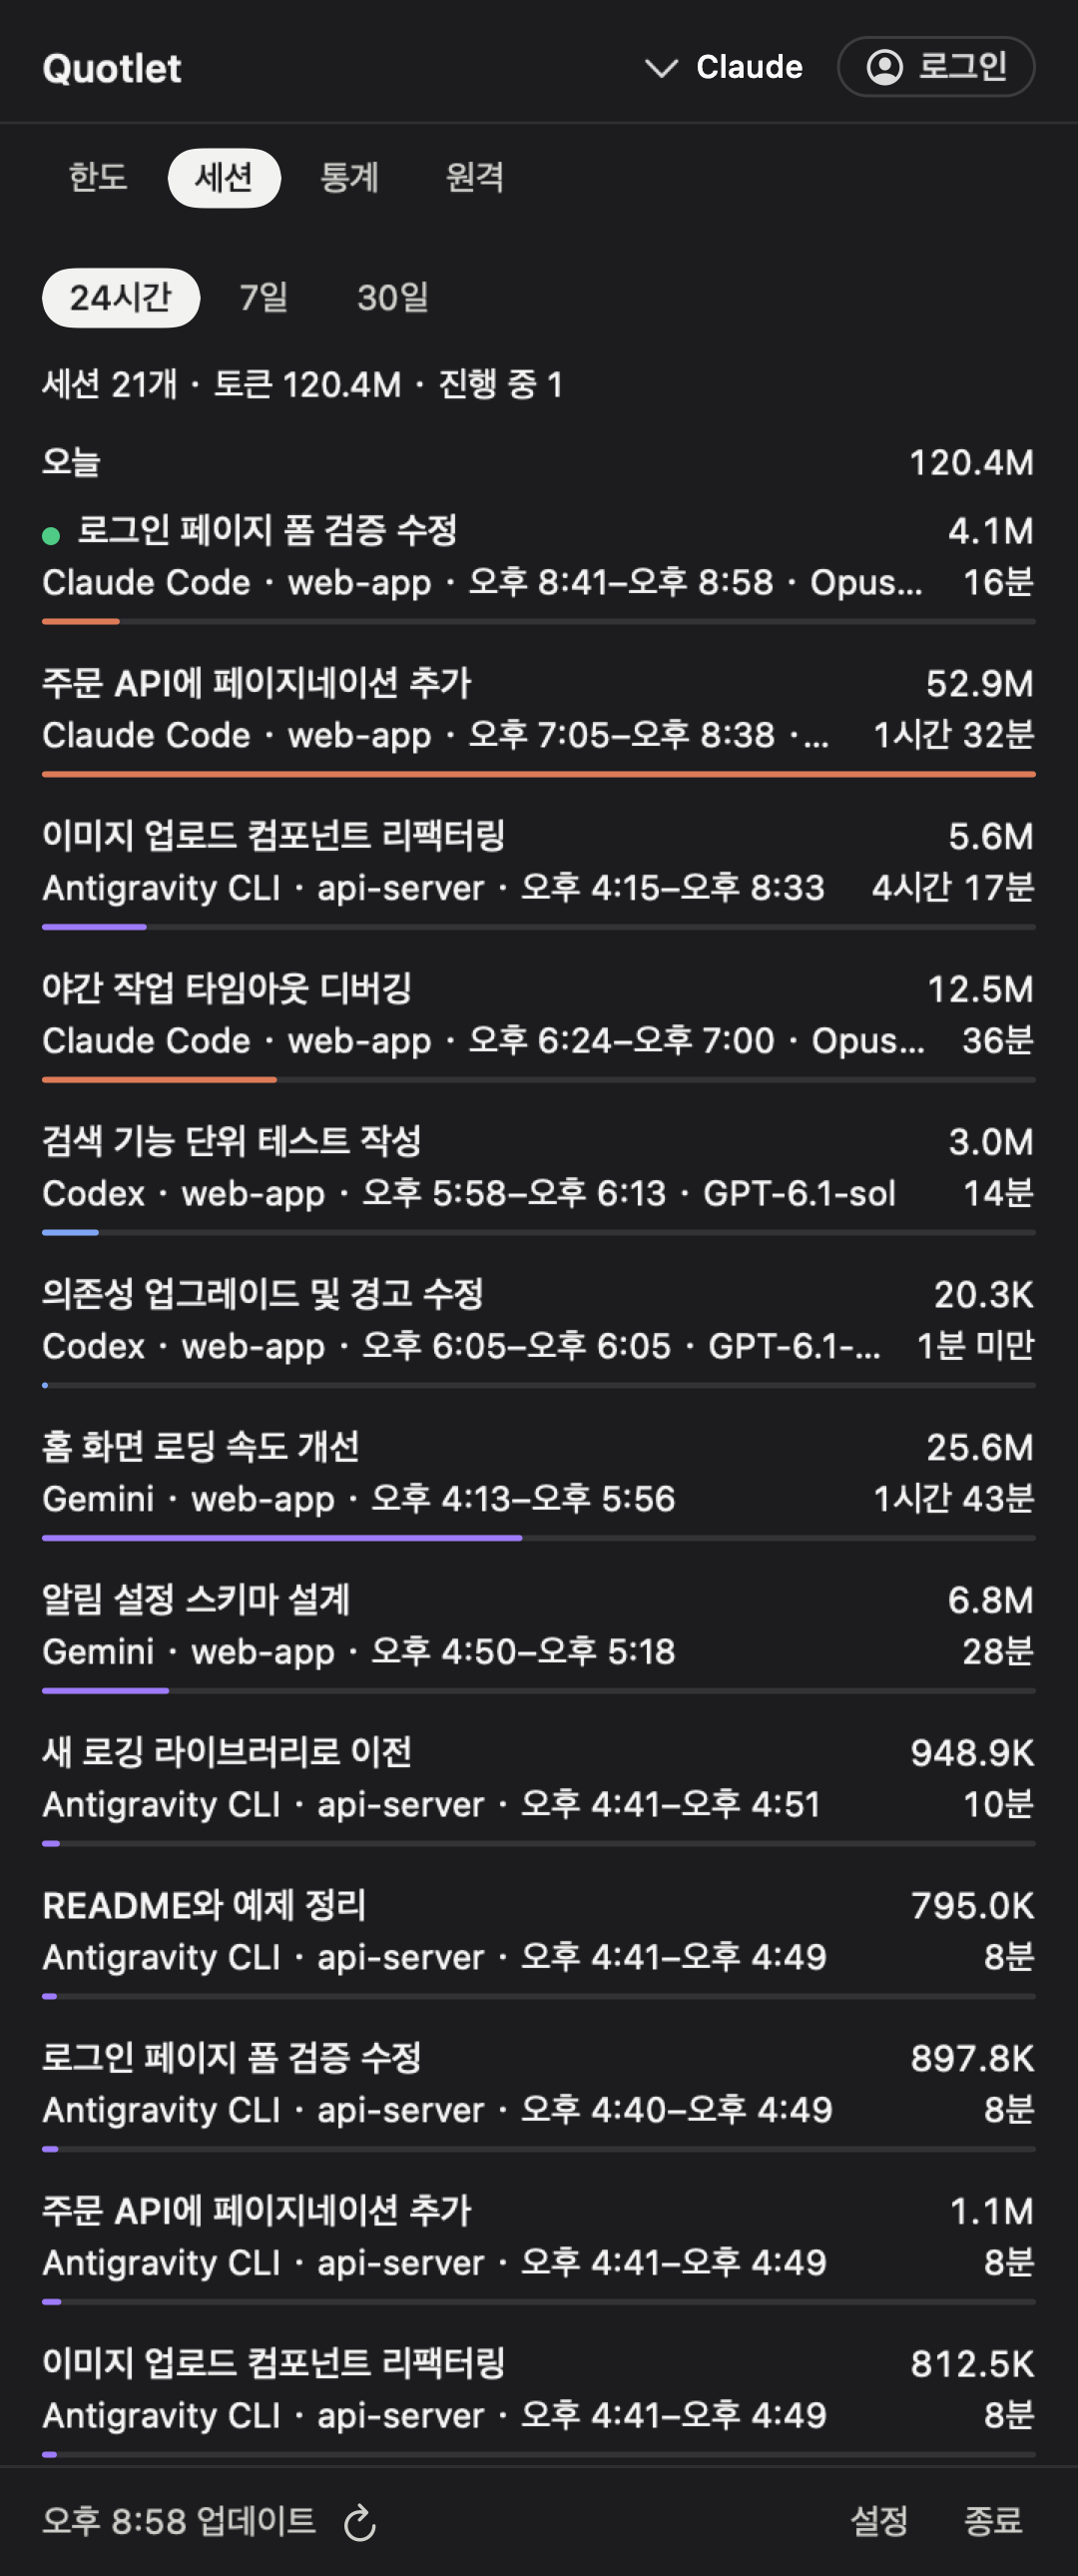 Quotlet Claude 로그인
한도 세션 통계 원격
24시간 7일 30일
세션 21개 · 토큰 120.4M · 진행 중 1
오늘 120.4M
로그인 페이지 폼 검증 수정 4.1M
Claude Code · web-app · 오후 8:41–오후 8:58 · Opus... 16분
주문 API에 페이지네이션 추가 52.9M
Claude Code · web-app · 오후 7:05–오후 8:38 ·... 1시간 32분
이미지 업로드 컴포넌트 리팩터링 5.6M
Antigravity CLI · api-server · 오후 4:15–오후 8:33 4시간 17분
야간 작업 타임아웃 디버깅 12.5M
Claude Code · web-app · 오후 6:24–오후 7:00 · Opus... 36분
검색 기능 단위 테스트 작성 3.0M
Codex · web-app · 오후 5:58–오후 6:13 · GPT-6.1-sol 14분
의존성 업그레이드 및 경고 수정 20.3K
Codex · web-app · 오후 6:05–오후 6:05 · GPT-6.1-... 1분 미만
홈 화면 로딩 속도 개선 25.6M
Gemini · web-app · 오후 4:13–오후 5:56 1시간 43분
알림 설정 스키마 설계 6.8M
Gemini · web-app · 오후 4:50–오후 5:18 28분
새 로깅 라이브러리로 이전 948.9K
Antigravity CLI · api-server · 오후 4:41–오후 4:51 10분
README와 예제 정리 795.0K
Antigravity CLI · api-server · 오후 4:41–오후 4:49 8분
로그인 페이지 폼 검증 수정 897.8K
Antigravity CLI · api-server · 오후 4:40–오후 4:49 8분
주문 API에 페이지네이션 추가 1.1M
Antigravity CLI · api-server · 오후 4:41–오후 4:49 8분
이미지 업로드 컴포넌트 리팩터링 812.5K
Antigravity CLI · api-server · 오후 4:41–오후 4:49 8분
오후 8:58 업데이트 설정 종료